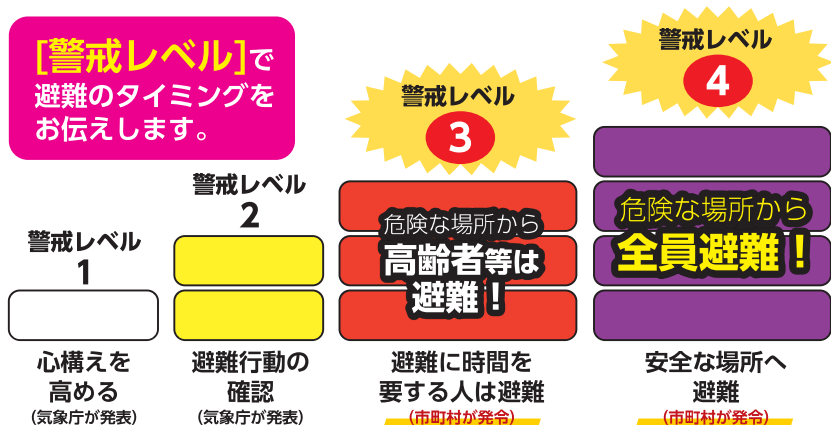 [警戒レベル]で
避難のタイミングを
お伝えします。
警戒レベル
1
心構えを
高める
(気象庁が発表)
警戒レベル
2
避難行動の
確認
(気象庁が発表)
警戒レベル
3
危険な場所から
高齢者等は
避難!
避難に時間を
要する人は避難
(市町村が発令)
警戒レベル
4
危険な場所から
全員避難!
安全な場所へ
避難
(市町村が発令)